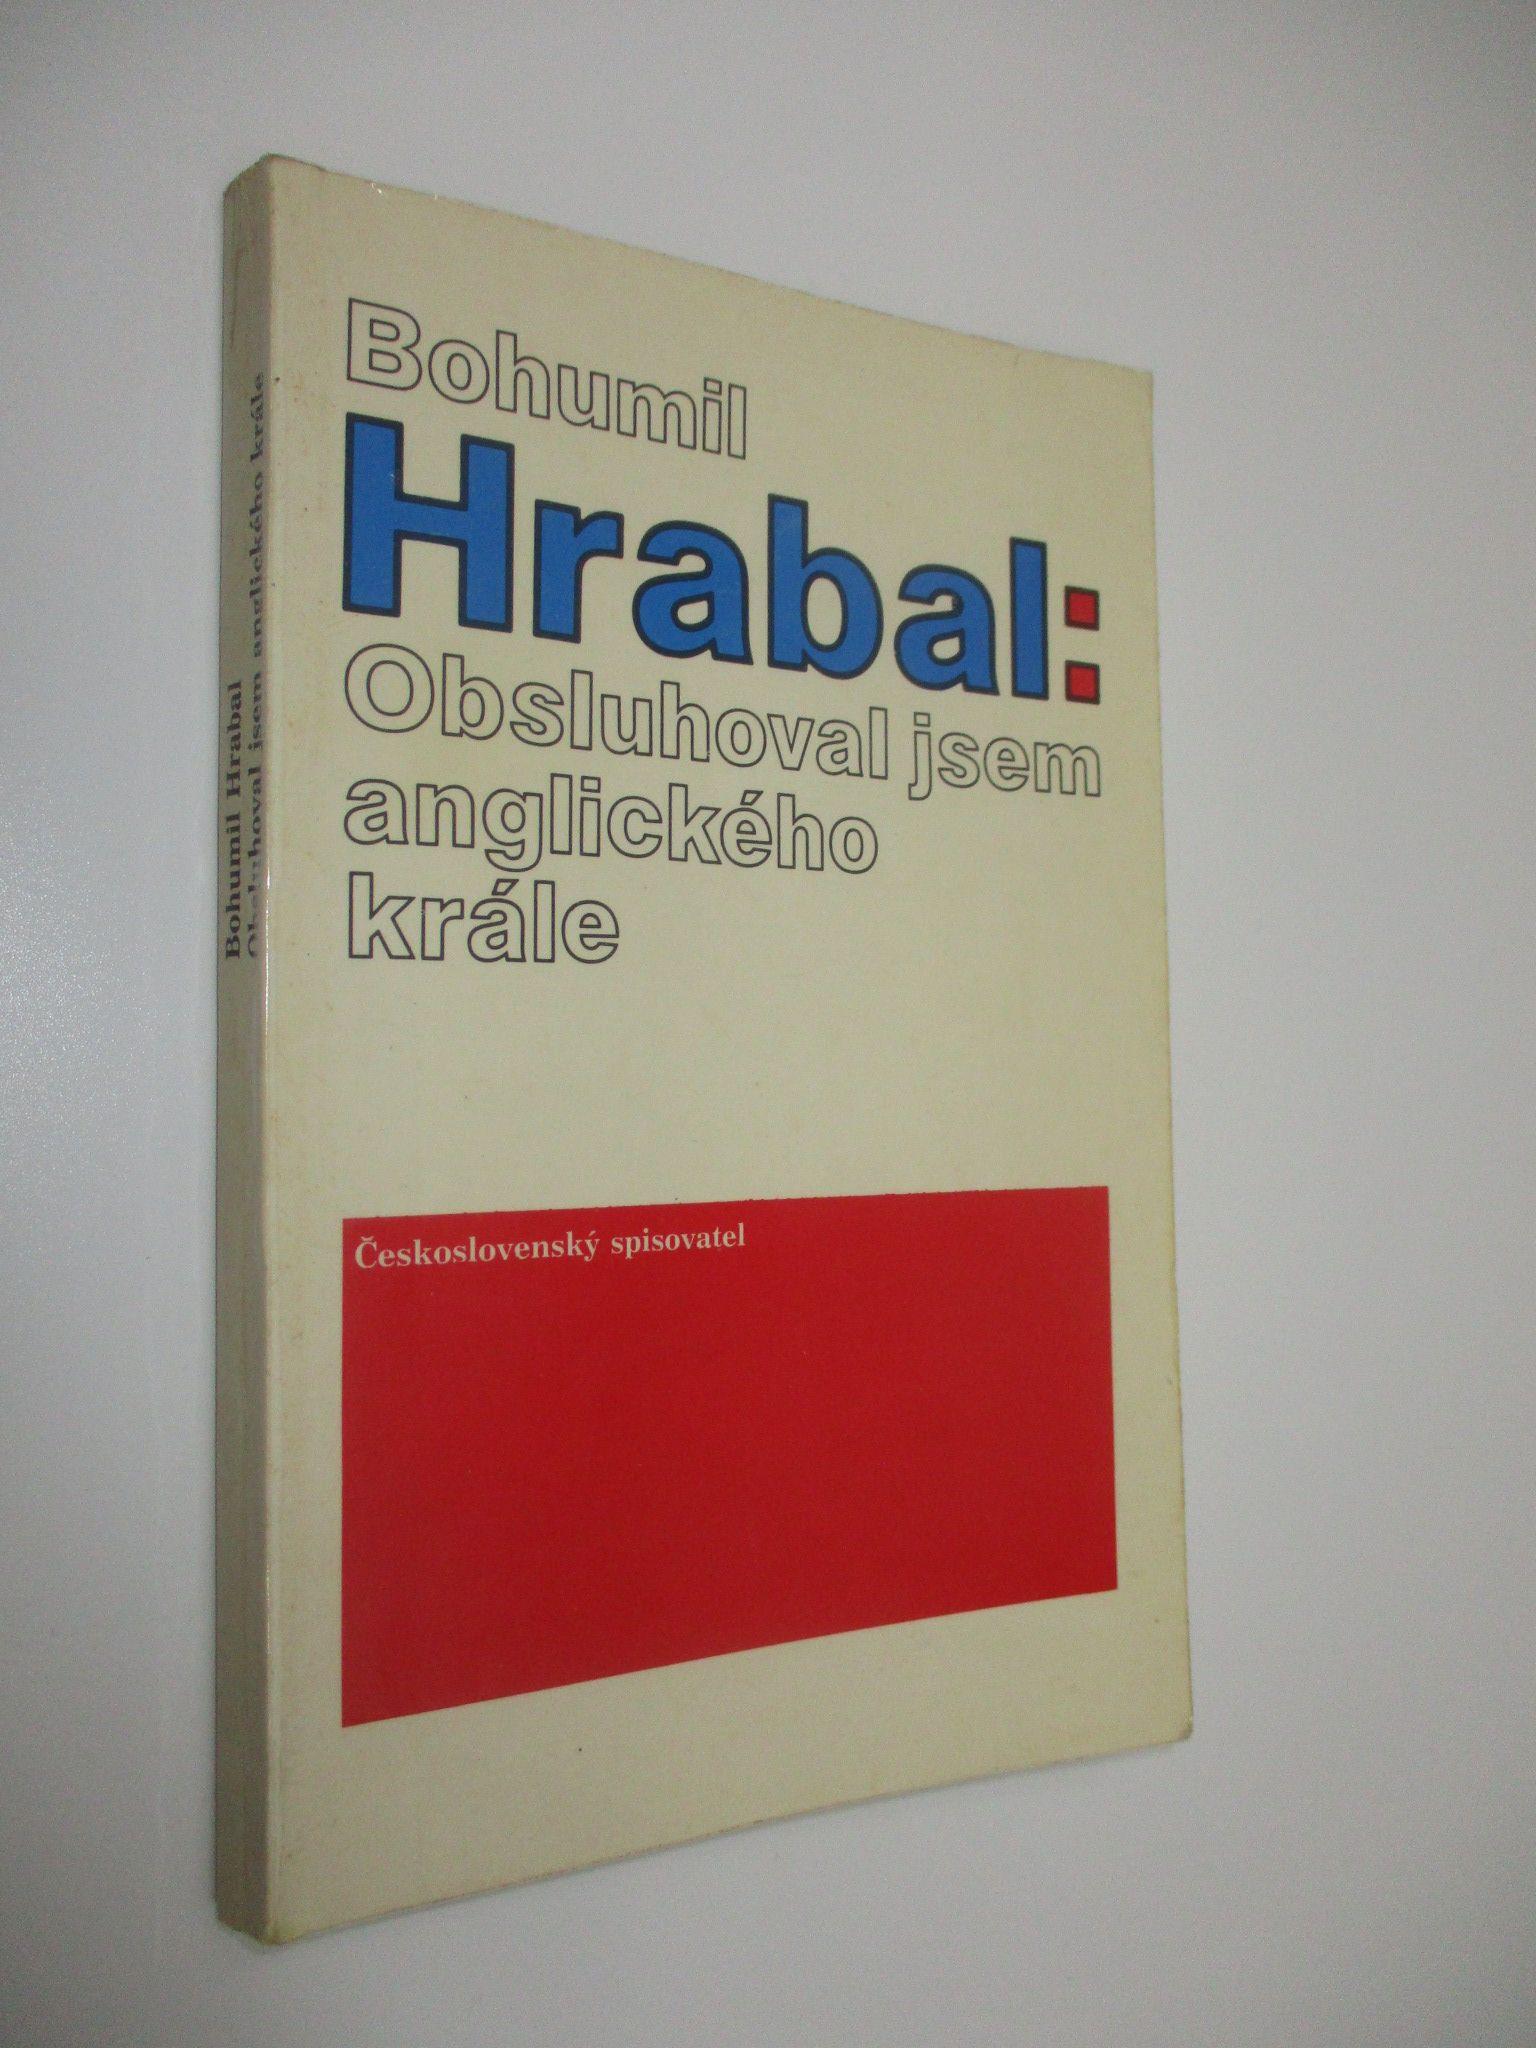 Bohumil
Hrabal:
Obsluhoval jsem
anglického
krále
Československý spisovatel
Bohumil Hrabal
Obsluhoval jsem anglického krále